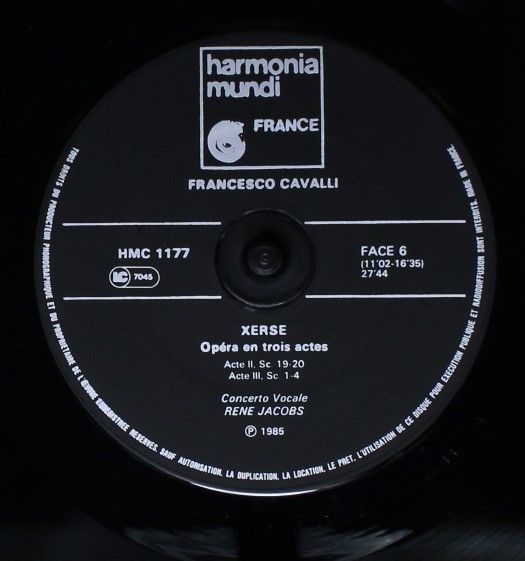 harmonia
mundi
FRANCE
FRANCESCO CAVALLI
HMC 1177
LC 7045
FACE 6
(11'02-16'35)
27'44
XERSE
Opéra en trois actes
Acte II, Sc. 19-20
Acte III, Sc. 1-4
Concerto Vocale
RENE JACOBS
Ⓟ 1985
TOUS DROITS DU PRODUCTEUR PHONOGRAPHIQUE ET DU PROPRIETAIRE DE L'ŒUVRE ENREGISTREE RESERVES. SAUF AUTORISATION, LA DUPLICATION, LA LOCATION, LE PRET, L'UTILISATION DE CE DISQUE POUR EXECUTION PUBLIQUE ET RADIODIFFUSION SONT INTERDITS. MADE IN FRANCE.